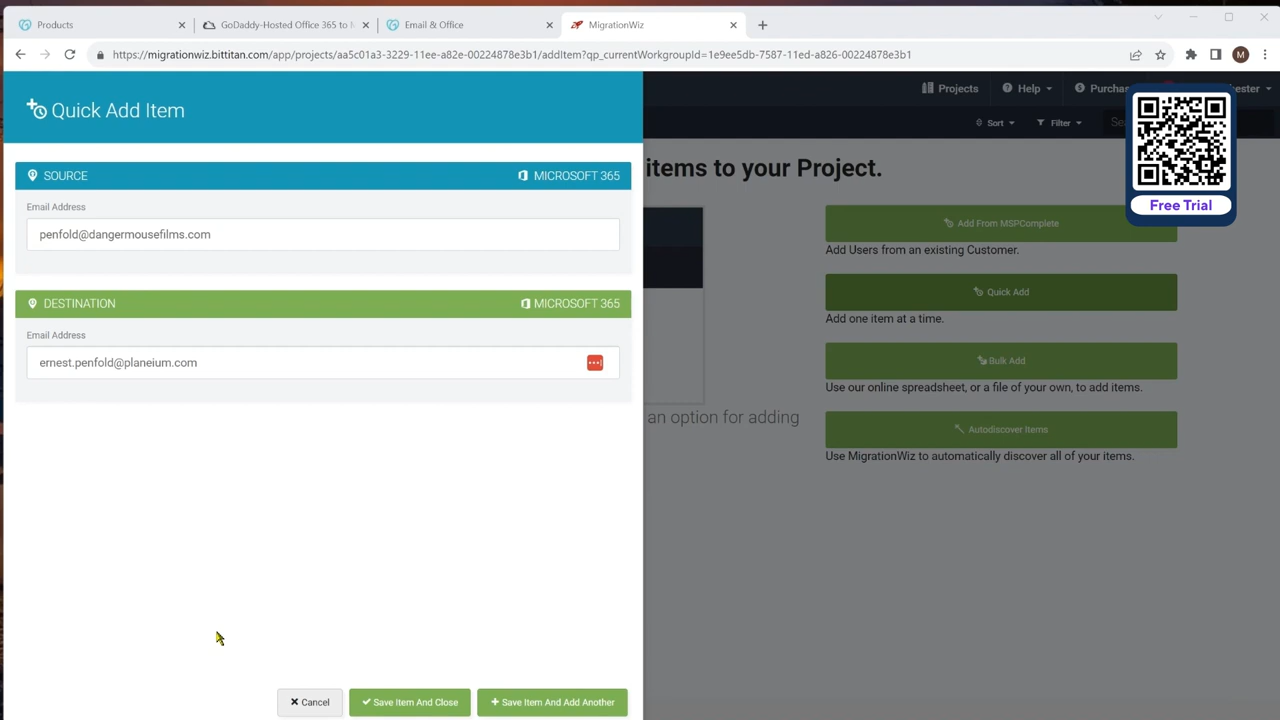 Products
GoDaddy-Hosted Office 365 to M
Email & Office
MigrationWiz
https://migrationwiz.bittitan.com/app/projects/aa5c01a3-3229-11ee-a82e-00224878e3b1/addItem?qp_currentWorkgroupId=1e9ee5db-7587-11ed-a826-00224878e3b1
M
Quick Add Item
Projects
Help
Purchas
ester
Sort
Filter
Sea
SOURCE
MICROSOFT 365
Email Address
penfold@dangermousefilms.com
DESTINATION
MICROSOFT 365
Email Address
ernest.penfold@planeium.com
items to your Project.
Free Trial
Add From MSPComplete
Add Users from an existing Customer.
Quick Add
Add one item at a time.
Bulk Add
Use our online spreadsheet, or a file of your own, to add items.
an option for adding
Autodiscover Items
Use MigrationWiz to automatically discover all of your items.
Cancel
Save Item And Close
Save Item And Add Another